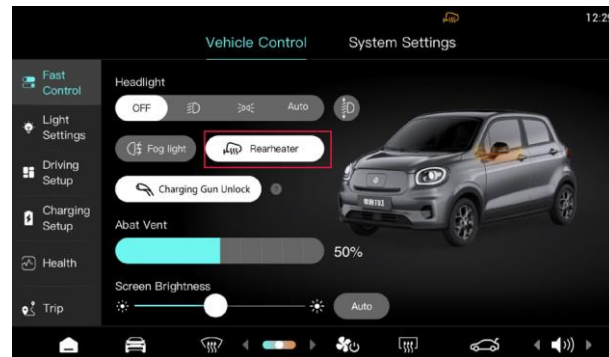 12:29
Vehicle Control
System Settings
Fast
Control
Light
Settings
Driving
Setup
Charging
Setup
Health
Trip
Headlight
OFF
Auto
Fog light
Rearheater
Charging Gun Unlock
Abat Vent
50%
Screen Brightness
Auto